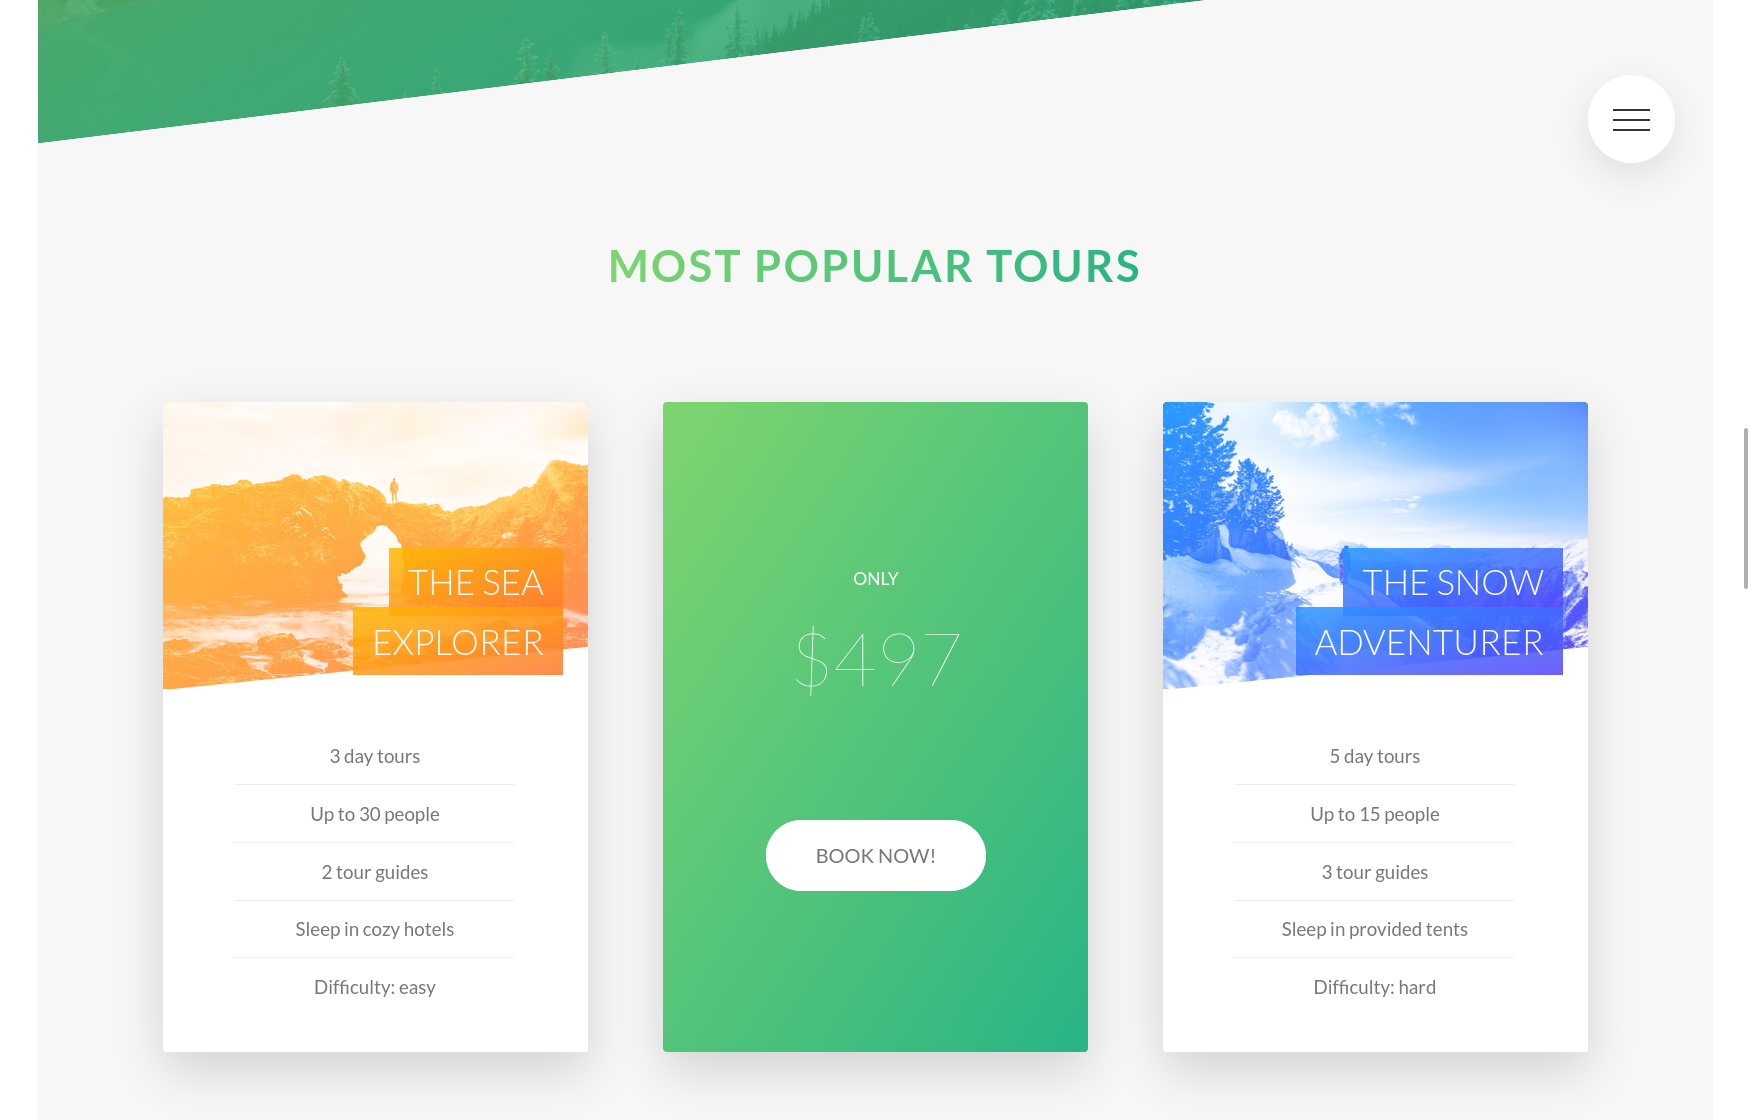 MOST POPULAR TOURS
THE SEA
EXPLORER
3 day tours
Up to 30 people
2 tour guides
Sleep in cozy hotels
Difficulty: easy
ONLY
$497
BOOK NOW!
THE SNOW
ADVENTURER
5 day tours
Up to 15 people
3 tour guides
Sleep in provided tents
Difficulty: hard